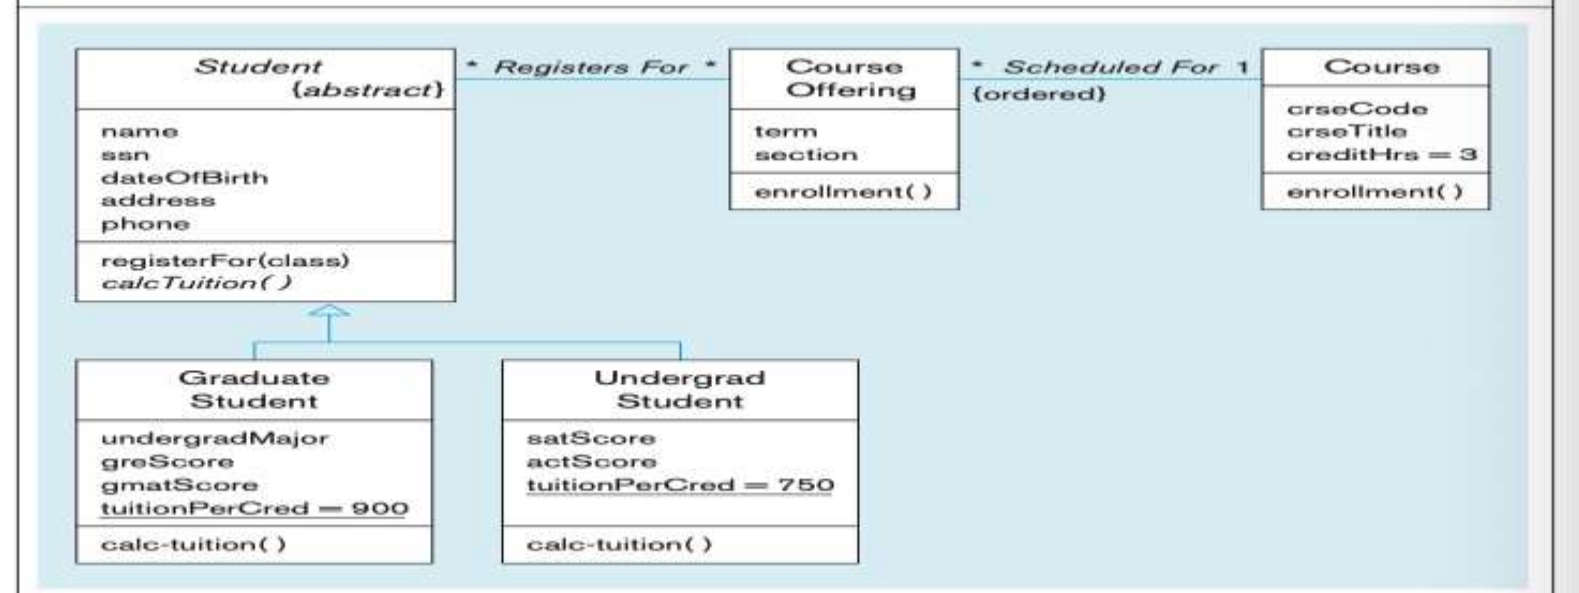 Student
{abstract}
name
ssn
dateOfBirth
address
phone
registerFor(class)
calcTuition( )
* Registers For *
Course
Offering
term
section
enrollment( )
* Scheduled For 1
{ordered}
Course
crseCode
crseTitle
creditHrs = 3
enrollment( )
Graduate
Student
undergradMajor
greScore
gmatScore
tuitionPerCred = 900
calc-tuition( )
Undergrad
Student
satScore
actScore
tuitionPerCred = 750
calc-tuition( )